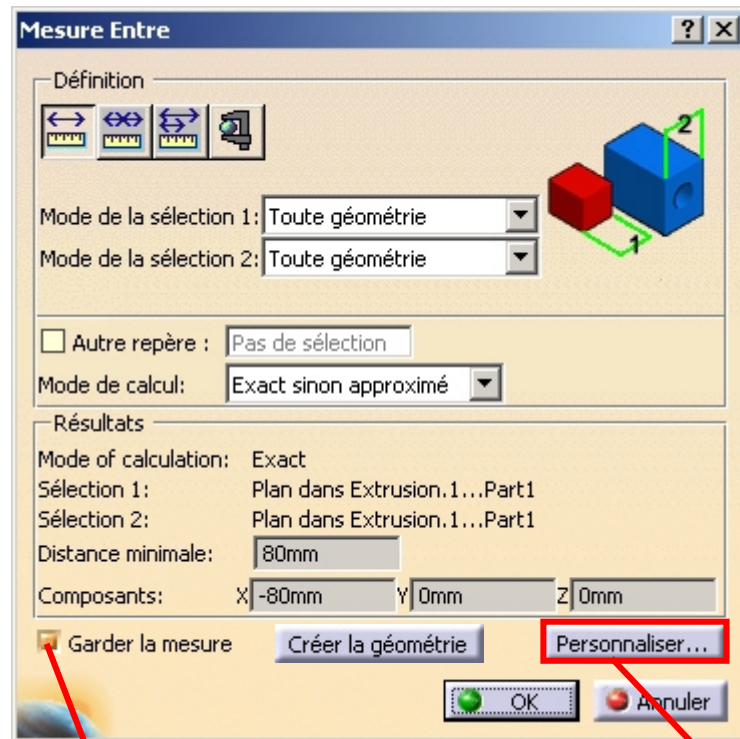 Mesure Entre
Définition
2
1
Mode de la sélection 1: Toute géométrie
Mode de la sélection 2: Toute géométrie
Autre repère : Pas de sélection
Mode de calcul: Exact sinon approximé
Résultats
Mode of calculation: Exact
Sélection 1: Plan dans Extrusion.1...Part1
Sélection 2: Plan dans Extrusion.1...Part1
Distance minimale: 80mm
Composants: X -80mm Y 0mm Z 0mm
Garder la mesure Créer la géométrie Personnaliser...
OK Annuler